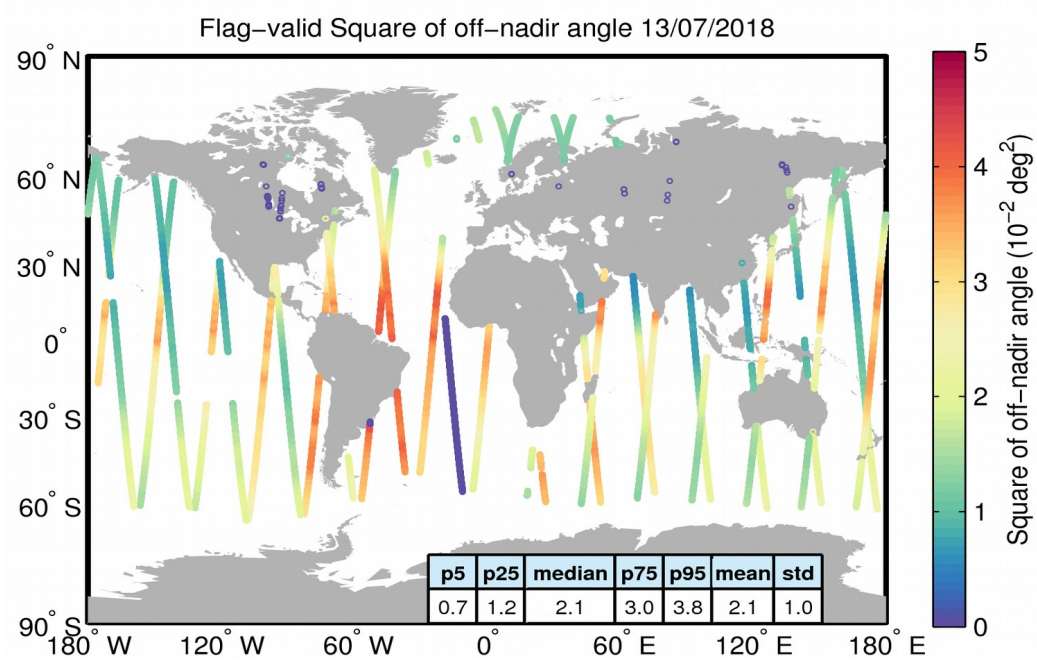 Flag−valid Square of off−nadir angle 13/07/2018
90° N
60° N
30° N
0°
30° S
60° S
90° S
180° W
120° W
60° W
0°
60° E
120° E
180° E
p5 p25 median p75 p95 mean std
0.7 1.2 2.1 3.0 3.8 2.1 1.0
5
4
3
2
1
0
Square of off−nadir angle (10⁻² deg²)